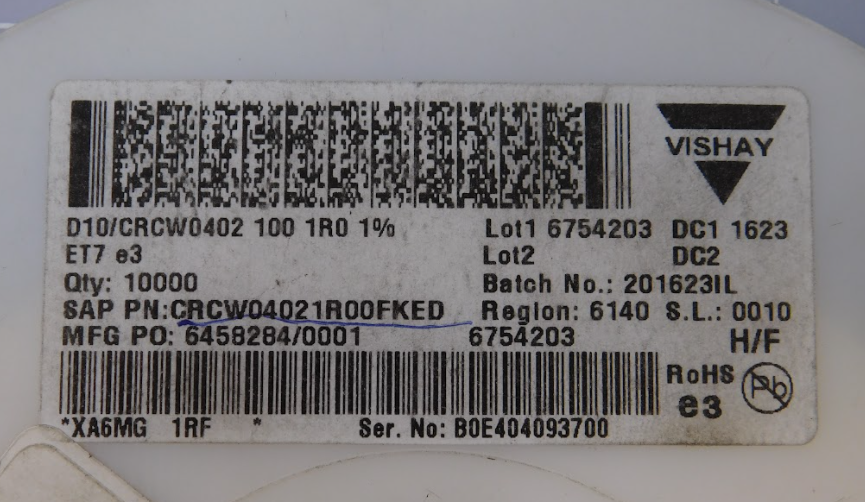 VISHAY
D10/CRCW0402 100 1R0 1% Lot1 6754203 DC1 1623
ET7 e3 Lot2 DC2
Qty: 10000 Batch No.: 201623IL
SAP PN:CRCW04021R00FKED Region: 6140 S.L.: 0010
MFG PO: 6458284/0001 6754203 H/F
RoHS Pb
e3
*XA6MG 1RF * Ser. No: B0E404093700